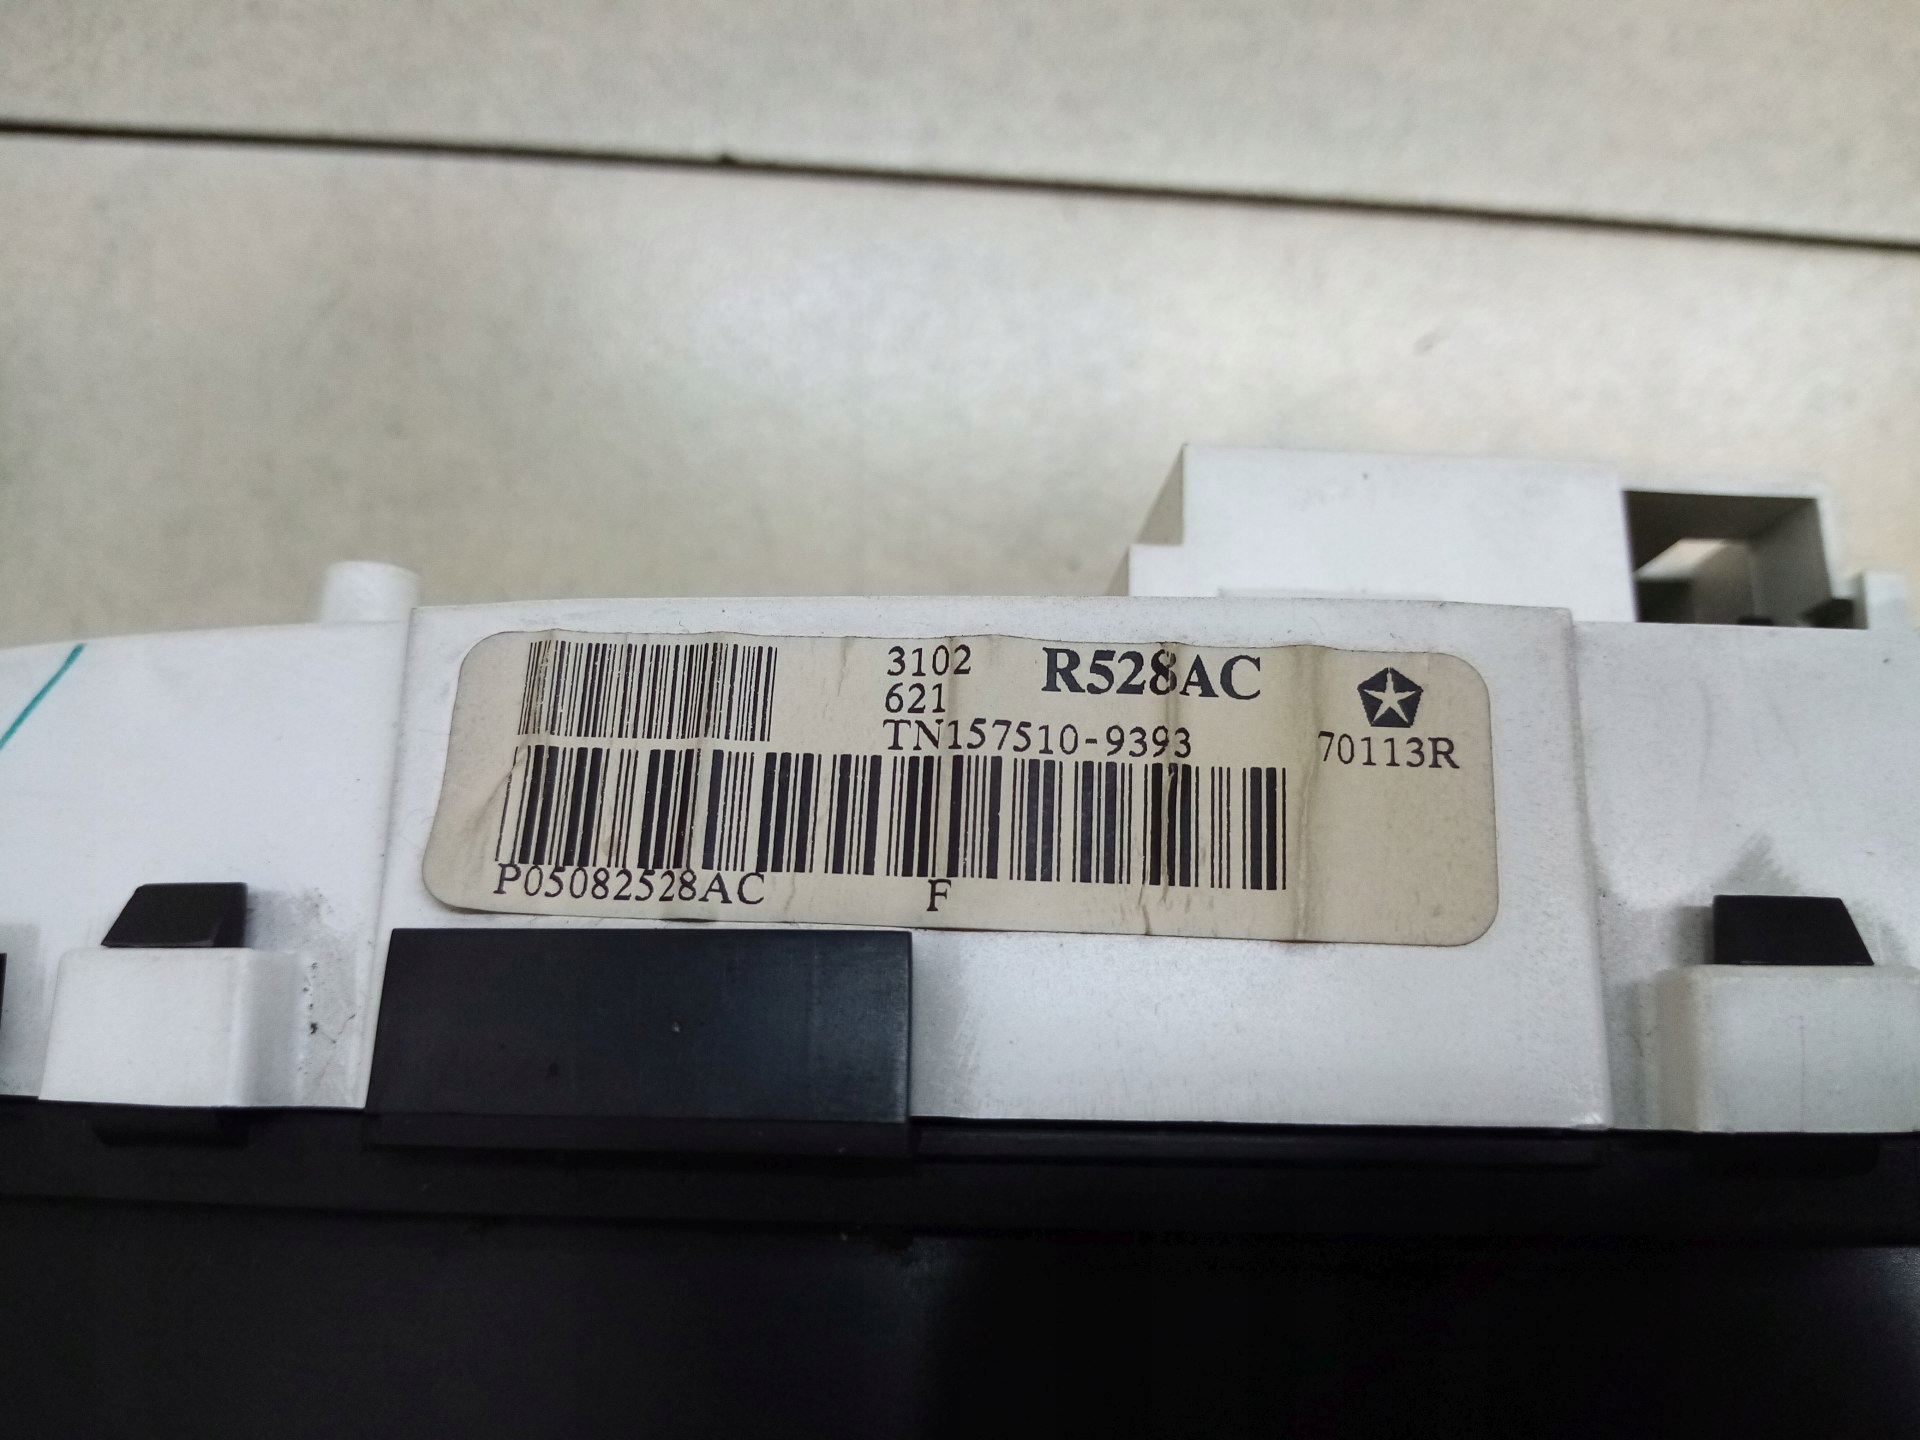 3102 R528AC
621
TN157510-9393
70113R
P05082528AC F